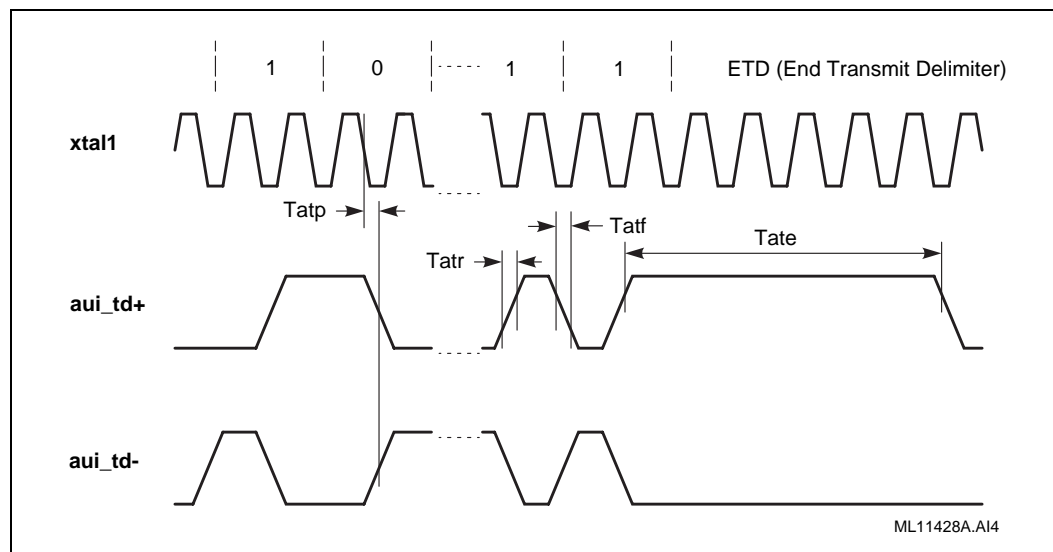 1 0 1 1 ETD (End Transmit Delimiter)
xtal1
Tatp
Tatf
Tate
Tatr
aui_td+
aui_td-
ML11428A.AI4